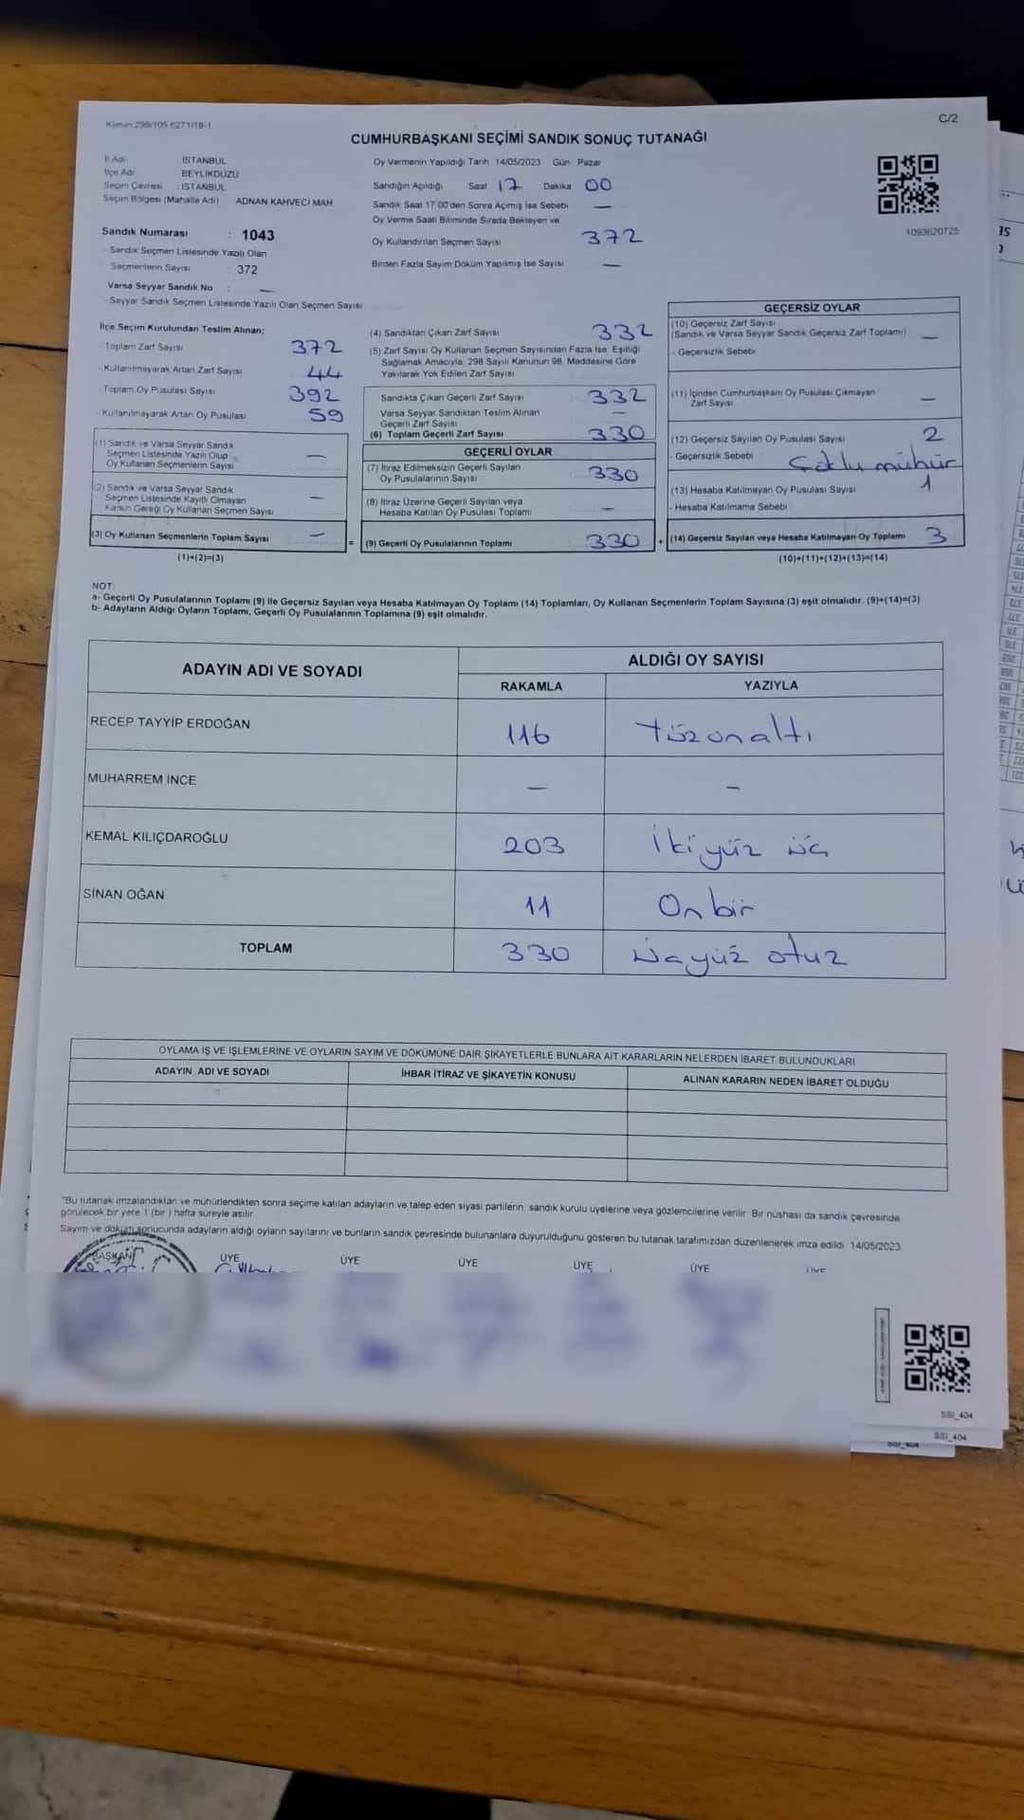 Kanun:298/105 6271/18-1
C/2
CUMHURBAŞKANI SEÇİMİ SANDIK SONUÇ TUTANAĞI
İl Adı : İSTANBUL
İlçe Adı : BEYLİKDÜZÜ
Seçim Çevresi : İSTANBUL
Seçim Bölgesi (Mahalle Adı) ADNAN KAHVECİ MAH
Sandık Numarası : 1043
- Sandık Seçmen Listesinde Yazılı Olan
Seçmenlerin Sayısı : 372
Varsa Seyyar Sandık No : —
- Seyyar Sandık Seçmen Listesinde Yazılı Olan Seçmen Sayısı
Oy Vermenin Yapıldığı Tarih 14/05/2023 Gün Pazar
Sandığın Açıldığı Saat 17 Dakika 00
Sandık Saat 17:00'den Sonra Açılmış İse Sebebi —
Oy Verme Saati Bitiminde Sırada Bekleyen ve
Oy Kullandırılan Seçmen Sayısı 372
Birden Fazla Sayım Döküm Yapılmış İse Sayısı —
1093620725
İlçe Seçim Kurulundan Teslim Alınan;
- Toplam Zarf Sayısı 372
- Kullanılmayarak Artan Zarf Sayısı 44
- Toplam Oy Pusulası Sayısı 392
- Kullanılmayarak Artan Oy Pusulası 59
(1) Sandık ve Varsa Seyyar Sandık
Seçmen Listesinde Yazılı Olup
Oy Kullanan Seçmenlerin Sayısı —
(2) Sandık ve Varsa Seyyar Sandık
Seçmen Listesinde Kayıtlı Olmayan
Kanun Gereği Oy Kullanan Seçmen Sayısı —
(3) Oy Kullanan Seçmenlerin Toplam Sayısı —
(1)+(2)=(3)
(4) Sandıktan Çıkan Zarf Sayısı 332
(5) Zarf Sayısı Oy Kullanan Seçmen Sayısından Fazla İse, Eşitliği
Sağlamak Amacıyla, 298 Sayılı Kanunun 98. Maddesine Göre
Yakılarak Yok Edilen Zarf Sayısı
Sandıkta Çıkan Geçerli Zarf Sayısı 332
Varsa Seyyar Sandıktan Teslim Alınan
Geçerli Zarf Sayısı —
(6) Toplam Geçerli Zarf Sayısı 330
GEÇERLİ OYLAR
(7) İtiraz Edilmeksizin Geçerli Sayılan
Oy Pusulalarının Sayısı 330
(8) İtiraz Üzerine Geçerli Sayılan veya
Hesaba Katılan Oy Pusulası Toplamı —
= (9) Geçerli Oy Pusulalarının Toplamı 330 +
GEÇERSİZ OYLAR
(10) Geçersiz Zarf Sayısı
(Sandık ve Varsa Seyyar Sandık Geçersiz Zarf Toplamı) —
- Geçersizlik Sebebi
(11) İçinden Cumhurbaşkanı Oy Pusulası Çıkmayan
Zarf Sayısı —
(12) Geçersiz Sayılan Oy Pusulası Sayısı 2
- Geçersizlik Sebebi Çoklu mühür
(13) Hesaba Katılmayan Oy Pusulası Sayısı 1
- Hesaba Katılmama Sebebi
(14) Geçersiz Sayılan veya Hesaba Katılmayan Oy Toplamı 3
(10)+(11)+(12)+(13)=(14)
NOT:
a- Geçerli Oy Pusulalarının Toplamı (9) ile Geçersiz Sayılan veya Hesaba Katılmayan Oy Toplamı (14) Toplamları, Oy Kullanan Seçmenlerin Toplam Sayısına (3) eşit olmalıdır. (9)+(14)=(3)
b- Adayların Aldığı Oyların Toplamı, Geçerli Oy Pusulalarının Toplamına (9) eşit olmalıdır.
ADAYIN ADI VE SOYADI
ALDIĞI OY SAYISI
RAKAMLA YAZIYLA
RECEP TAYYİP ERDOĞAN 116 Yüzonaltı
MUHARREM İNCE — —
KEMAL KILIÇDAROĞLU 203 İkiyüz üç
SİNAN OĞAN 11 Onbir
TOPLAM 330 üçyüz otuz
OYLAMA İŞ VE İŞLEMLERİNE VE OYLARIN SAYIM VE DÖKÜMÜNE DAİR ŞİKAYETLERLE BUNLARA AİT KARARLARIN NELERDEN İBARET BULUNDUKLARI
ADAYIN ADI VE SOYADI İHBAR İTİRAZ VE ŞİKAYETİN KONUSU ALINAN KARARIN NEDEN İBARET OLDUĞU
"Bu tutanak imzalandıktan ve mühürlendikten sonra seçime katılan adayların ve talep eden siyasi partilerin sandık kurulu üyelerine veya gözlemcilerine verilir. Bir nüshası da sandık çevresinde
görülecek bir yere 1 (bir) hafta süreyle asılır.
Sayım ve döküm sonucunda adayların aldığı oyların sayılarını ve bunların sandık çevresinde bulunanlara duyurulduğunu gösteren bu tutanak tarafımızdan düzenlenerek imza edildi. 14/05/2023
BAŞKAN ÜYE ÜYE ÜYE ÜYE ÜYE ÜYE
SSI_404
SSI_404
SSI_404